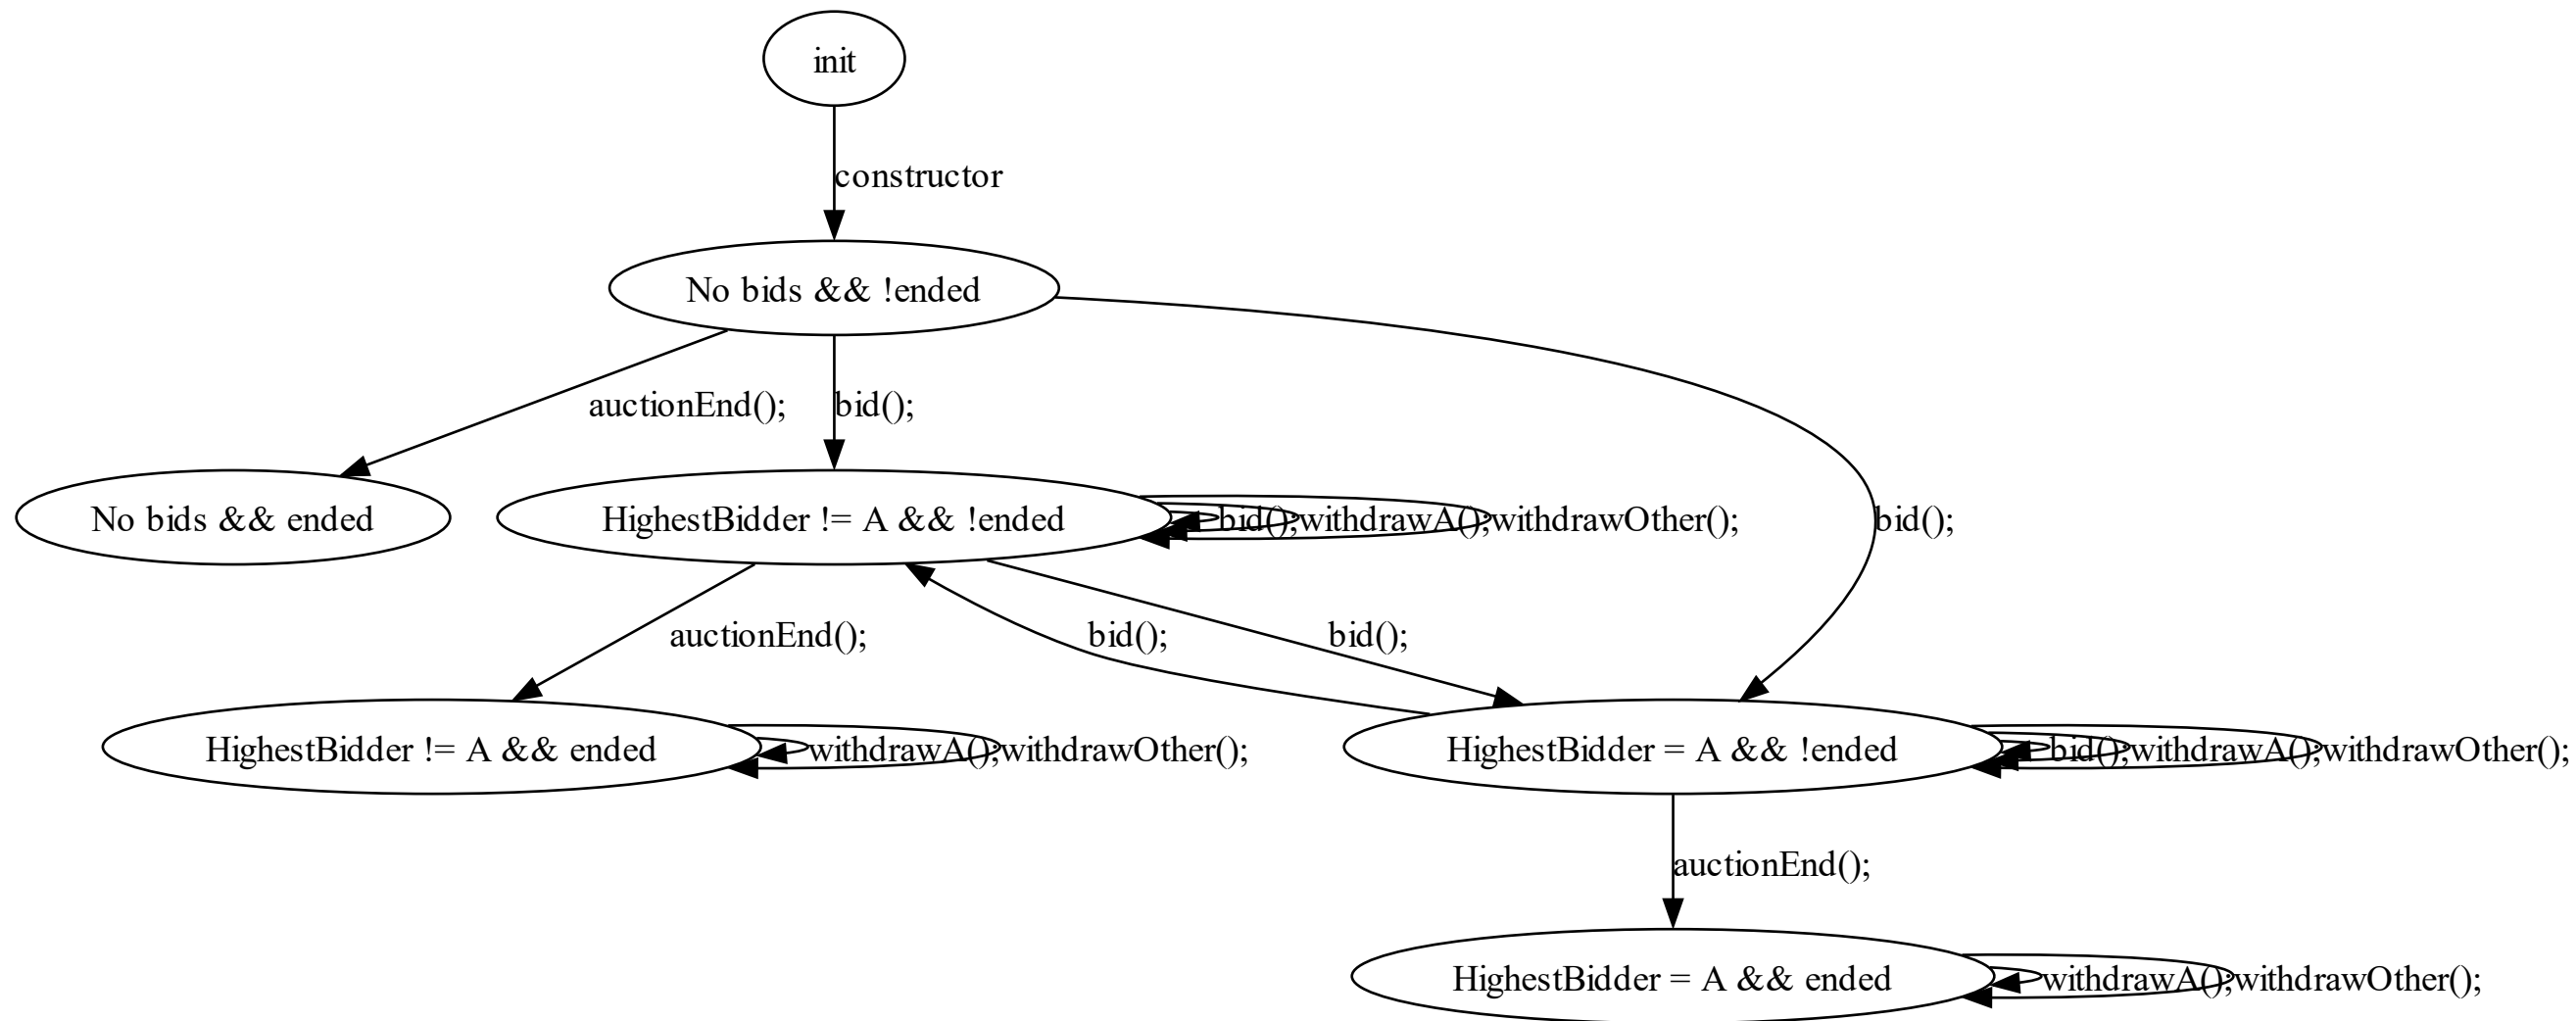 init
constructor
No bids && !ended
auctionEnd();
bid();
No bids && ended
HighestBidder != A && !ended
bid();
withdrawA();
withdrawOther();
bid();
auctionEnd();
bid();
bid();
HighestBidder != A && ended
withdrawA();
withdrawOther();
HighestBidder = A && !ended
bid();
withdrawA();
withdrawOther();
auctionEnd();
HighestBidder = A && ended
withdrawA();
withdrawOther();